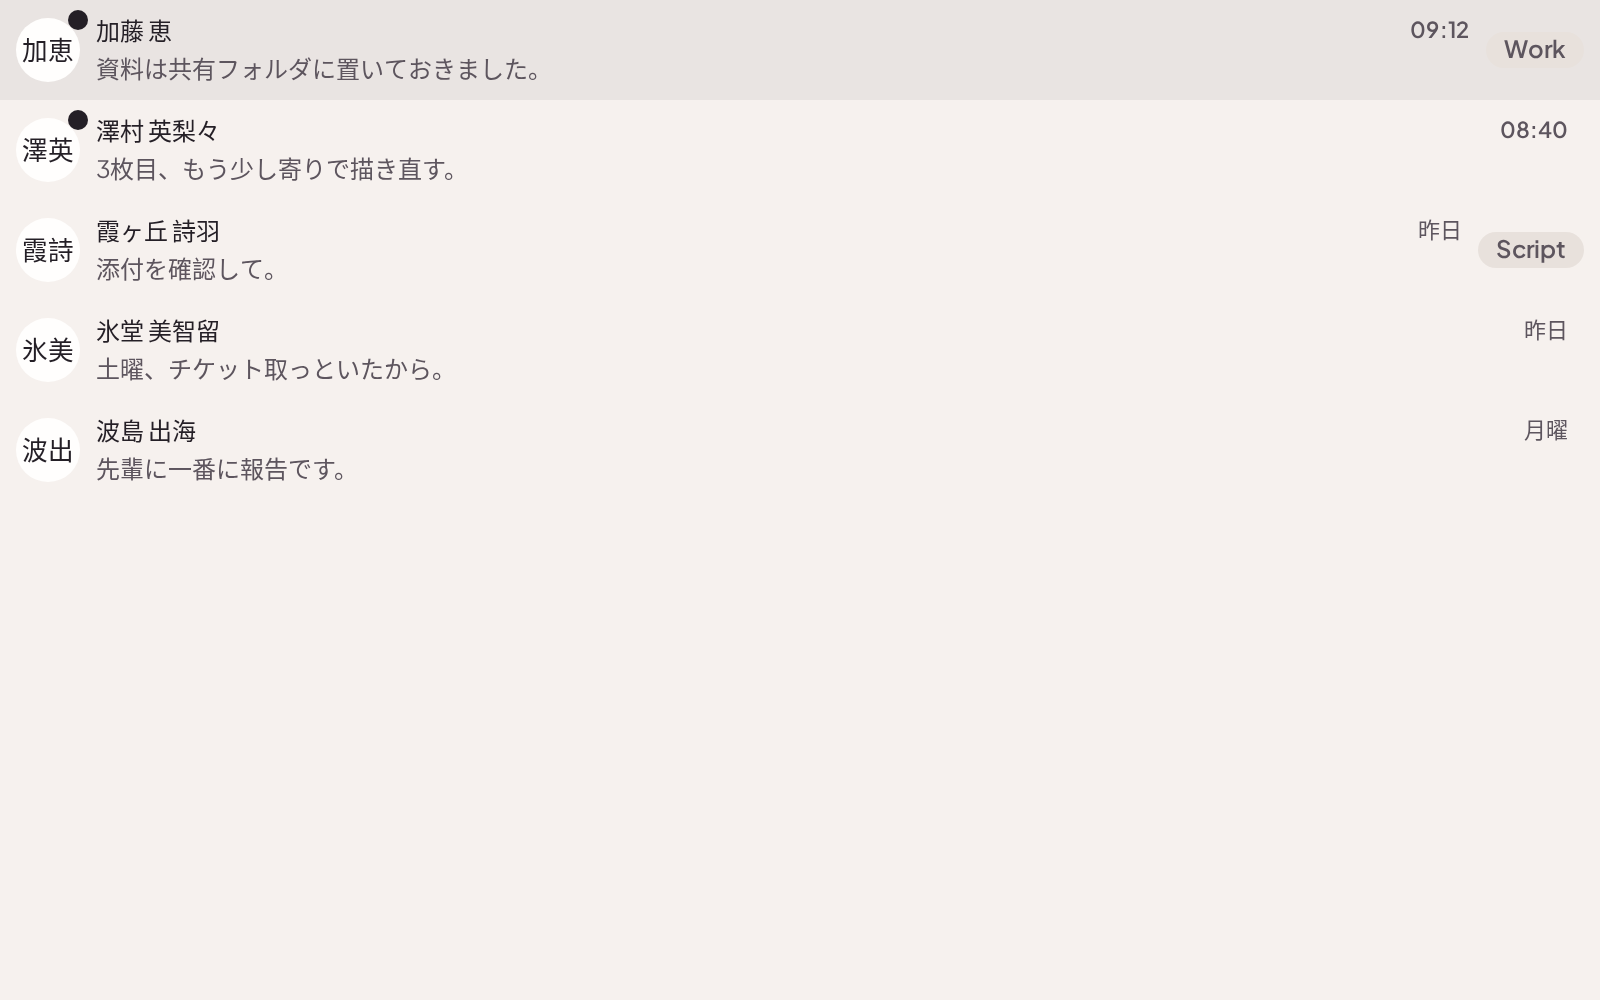 加恵
加藤 恵
09:12
Work
資料は共有フォルダに置いておきました。
澤英
澤村 英梨々
08:40
3枚目、もう少し寄りで描き直す。
霞詩
霞ヶ丘 詩羽
昨日
Script
添付を確認して。
氷美
氷堂 美智留
昨日
土曜、チケット取っといたから。
波出
波島 出海
月曜
先輩に一番に報告です。